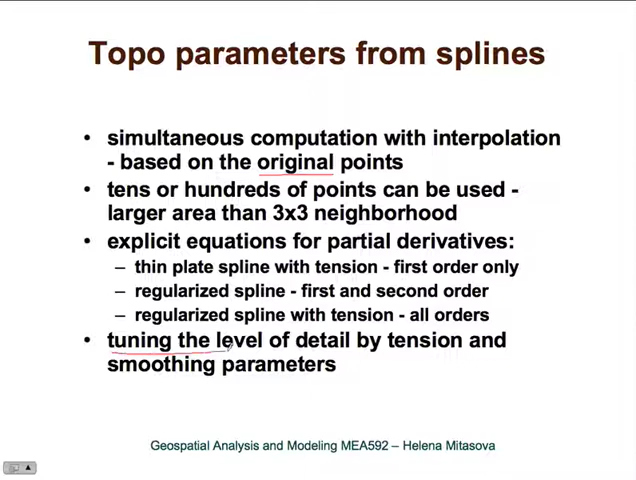 Topo parameters from splines
• simultaneous computation with interpolation
- based on the original points
• tens or hundreds of points can be used -
larger area than 3x3 neighborhood
• explicit equations for partial derivatives:
– thin plate spline with tension - first order only
– regularized spline - first and second order
– regularized spline with tension - all orders
• tuning the level of detail by tension and
smoothing parameters
Geospatial Analysis and Modeling MEA592 – Helena Mitasova